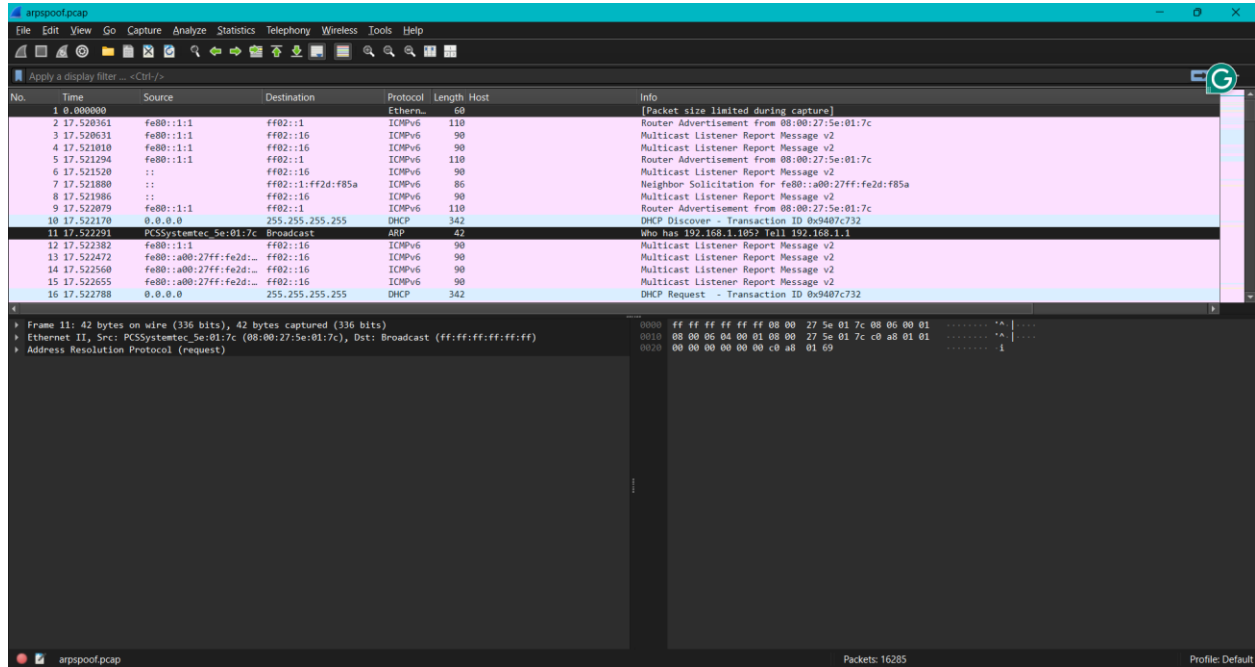 arpspoof.pcap
File Edit View Go Capture Analyze Statistics Telephony Wireless Tools Help
Apply a display filter ... <Ctrl-/>
No. Time Source Destination Protocol Length Host Info
1 0.000000 Ethern... 60 [Packet size limited during capture]
2 17.520361 fe80::1:1 ff02::1 ICMPv6 110 Router Advertisement from 08:00:27:5e:01:7c
3 17.520631 fe80::1:1 ff02::16 ICMPv6 90 Multicast Listener Report Message v2
4 17.521010 fe80::1:1 ff02::16 ICMPv6 90 Multicast Listener Report Message v2
5 17.521294 fe80::1:1 ff02::1 ICMPv6 110 Router Advertisement from 08:00:27:5e:01:7c
6 17.521520 :: ff02::16 ICMPv6 90 Multicast Listener Report Message v2
7 17.521880 :: ff02::1:ff2d:f85a ICMPv6 86 Neighbor Solicitation for fe80::a00:27ff:fe2d:f85a
8 17.521986 :: ff02::16 ICMPv6 90 Multicast Listener Report Message v2
9 17.522079 fe80::1:1 ff02::1 ICMPv6 110 Router Advertisement from 08:00:27:5e:01:7c
10 17.522170 0.0.0.0 255.255.255.255 DHCP 342 DHCP Discover - Transaction ID 0x9407c732
11 17.522291 PCSSystemtec_5e:01:7c Broadcast ARP 42 Who has 192.168.1.105? Tell 192.168.1.1
12 17.522382 fe80::1:1 ff02::16 ICMPv6 90 Multicast Listener Report Message v2
13 17.522472 fe80::a00:27ff:fe2d:... ff02::16 ICMPv6 90 Multicast Listener Report Message v2
14 17.522560 fe80::a00:27ff:fe2d:... ff02::16 ICMPv6 90 Multicast Listener Report Message v2
15 17.522655 fe80::a00:27ff:fe2d:... ff02::16 ICMPv6 90 Multicast Listener Report Message v2
16 17.522788 0.0.0.0 255.255.255.255 DHCP 342 DHCP Request - Transaction ID 0x9407c732
Frame 11: 42 bytes on wire (336 bits), 42 bytes captured (336 bits)
Ethernet II, Src: PCSSystemtec_5e:01:7c (08:00:27:5e:01:7c), Dst: Broadcast (ff:ff:ff:ff:ff:ff)
Address Resolution Protocol (request)
0000 ff ff ff ff ff ff 08 00 27 5e 01 7c 08 06 00 01 ········ '^·|····
0010 08 00 06 04 00 01 08 00 27 5e 01 7c c0 a8 01 01 ········ '^·|····
0020 00 00 00 00 00 00 c0 a8 01 69 ········ ·i
arpspoof.pcap Packets: 16285 Profile: Default